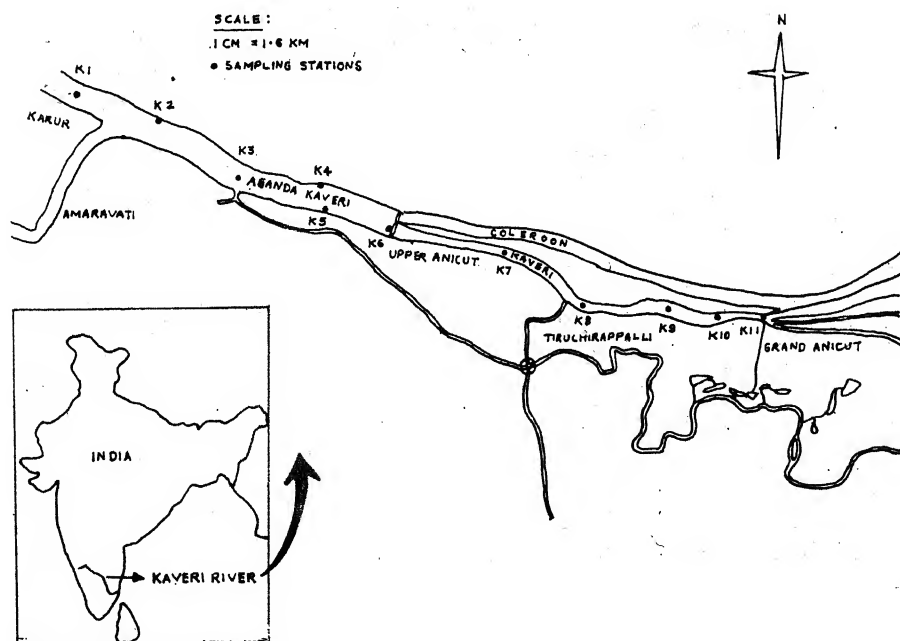 SCALE :
1 CM = 1.6 KM
• SAMPLING STATIONS
N
K1
KARUR
K2
K3
K4
AGANDA KAVERI
AMARAVATI
K5
K6
COLEROON
UPPER ANICUT
KAVERI
K7
K8
K9
K10
K11
TIRUCHIRAPPALLI
GRAND ANICUT
INDIA
KAVERI RIVER